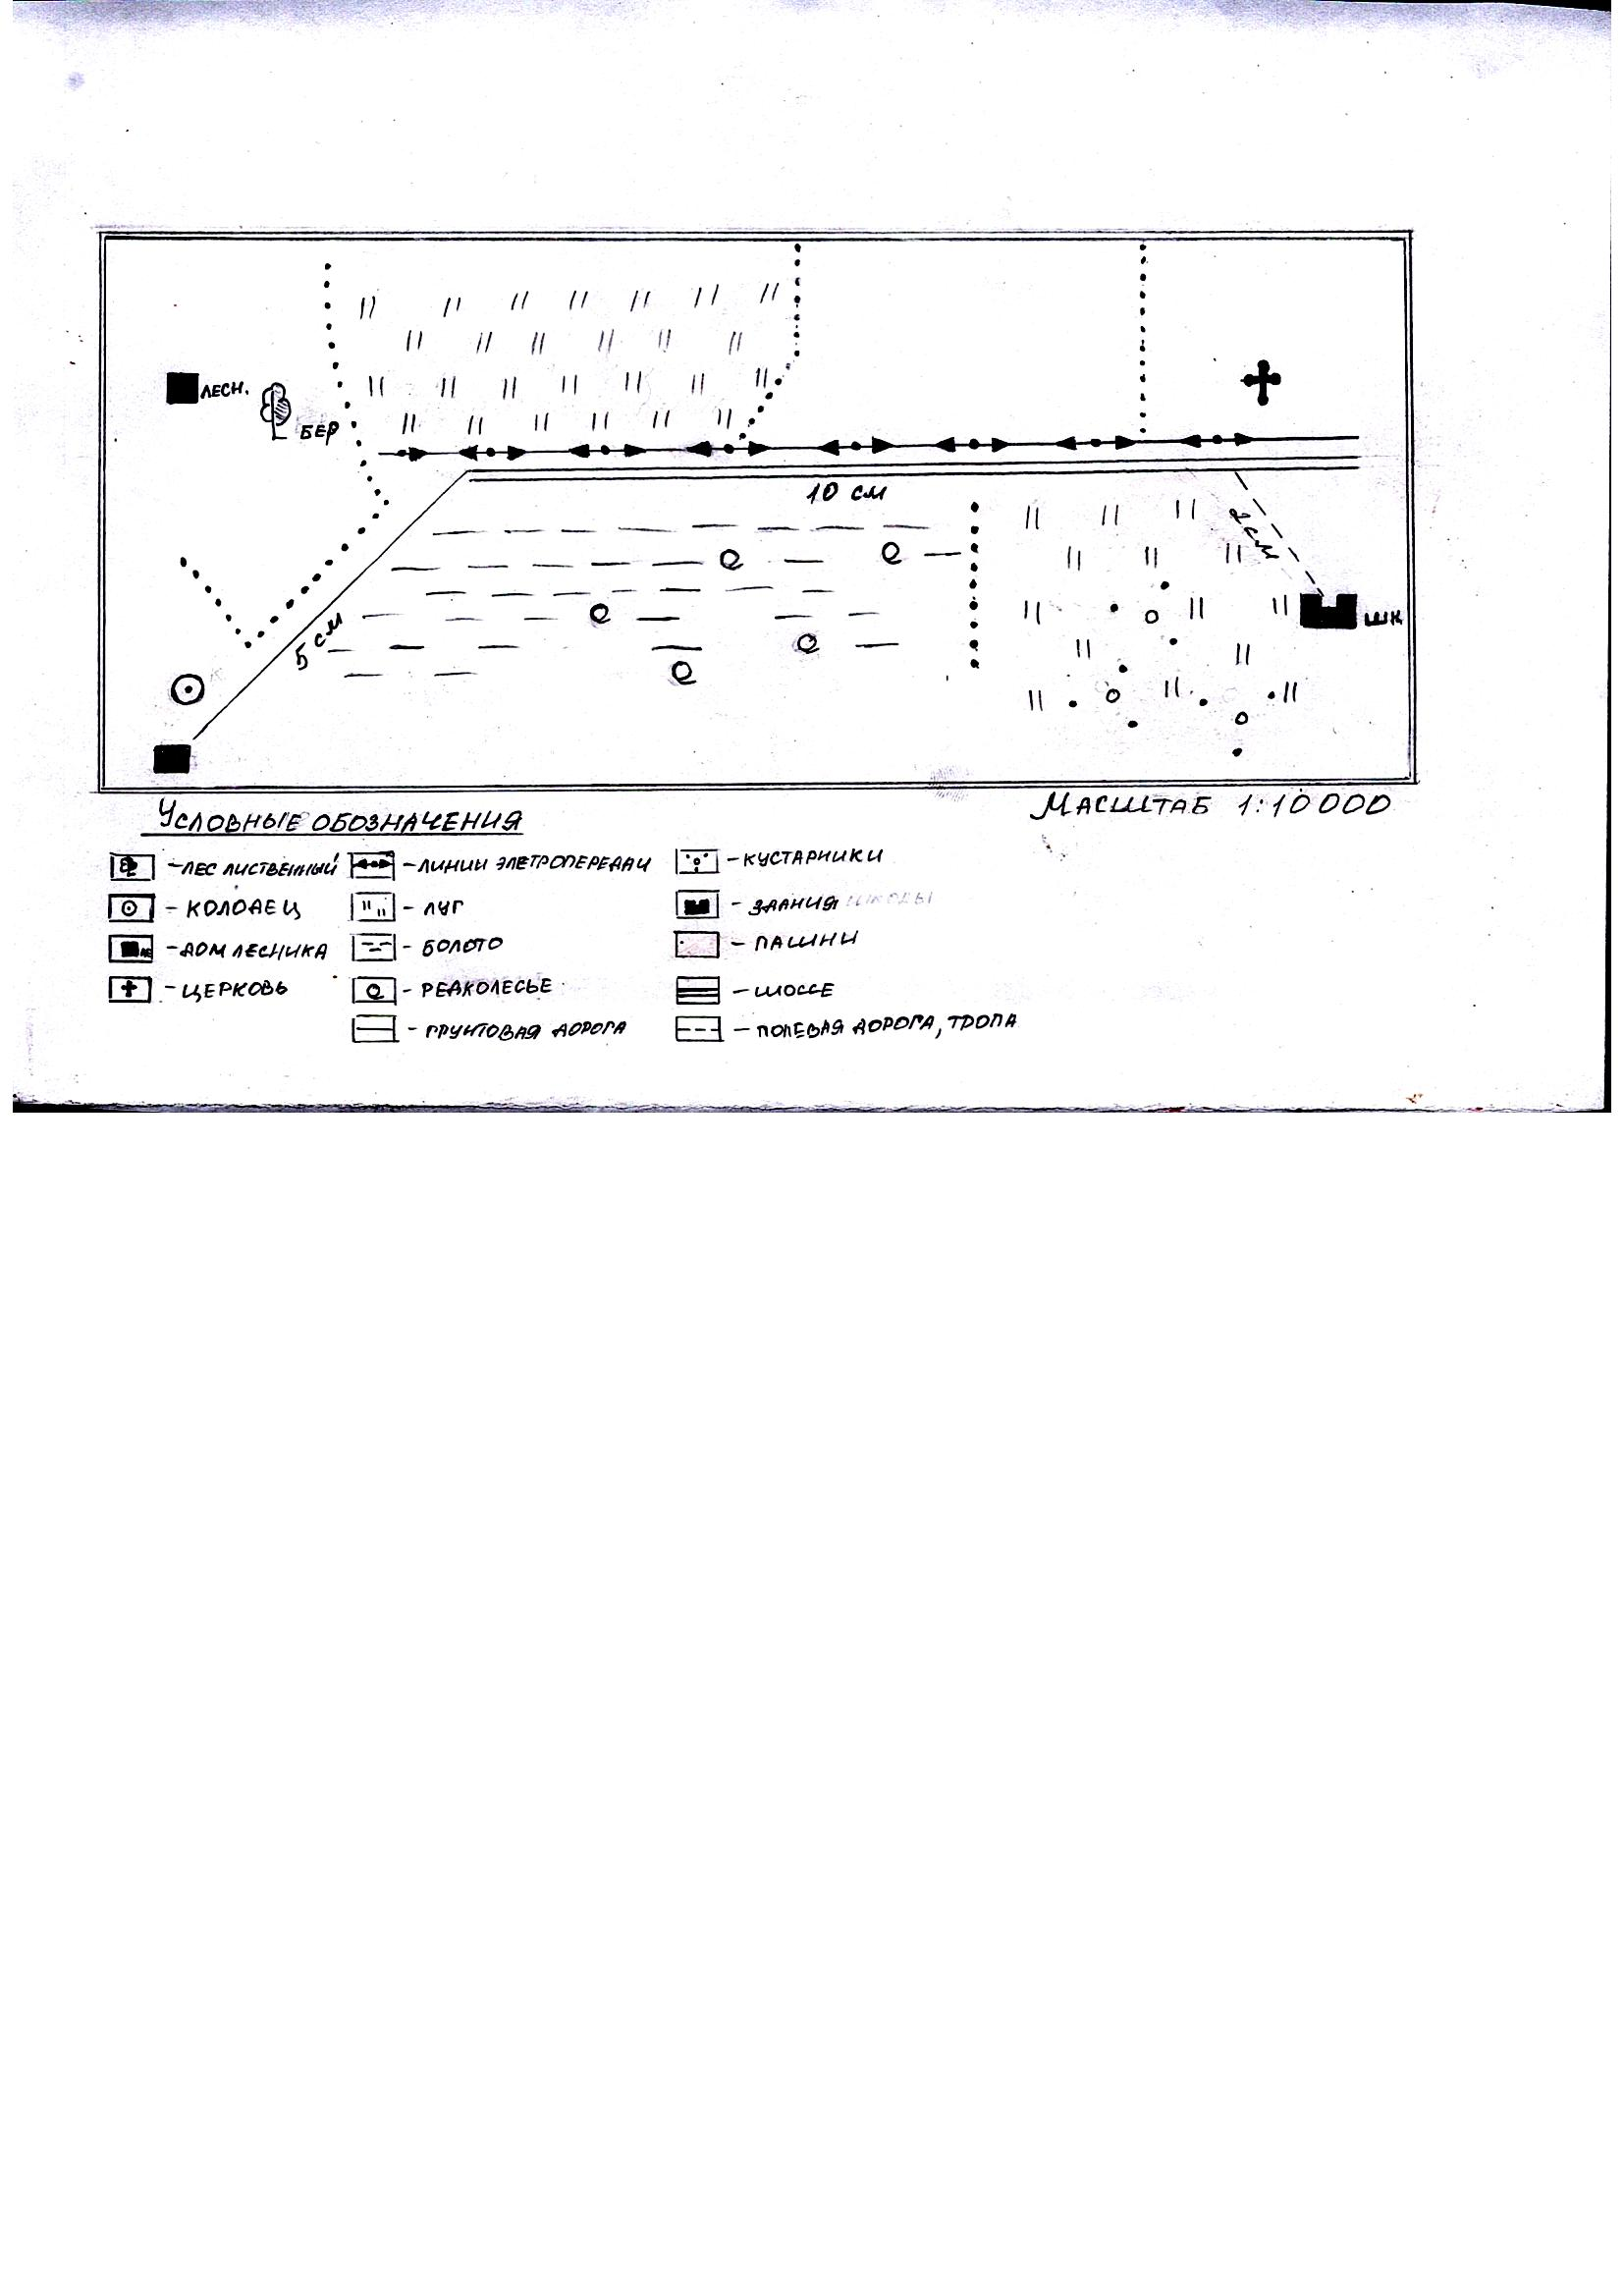 ЛЕСН.
БЕР
10 СМ
2 СМ
5 СМ
ШК
МАСШТАБ 1:10000
УСЛОВНЫЕ ОБОЗНАЧЕНИЯ
– ЛЕС ЛИСТВЕННЫЙ – ЛИНИИ ЭЛЕТРОПЕРЕДАЧ – КУСТАРНИКИ
– КОЛОДЕЦ – ЛУГ – ЗДАНИЯ ШКОЛЫ
– ДОМ ЛЕСНИКА – БОЛОТО – ПАШНИ
– ЦЕРКОВЬ – РЕДКОЛЕСЬЕ – ШОССЕ
– ГРУНТОВАЯ ДОРОГА – ПОЛЕВАЯ ДОРОГА, ТРОПА